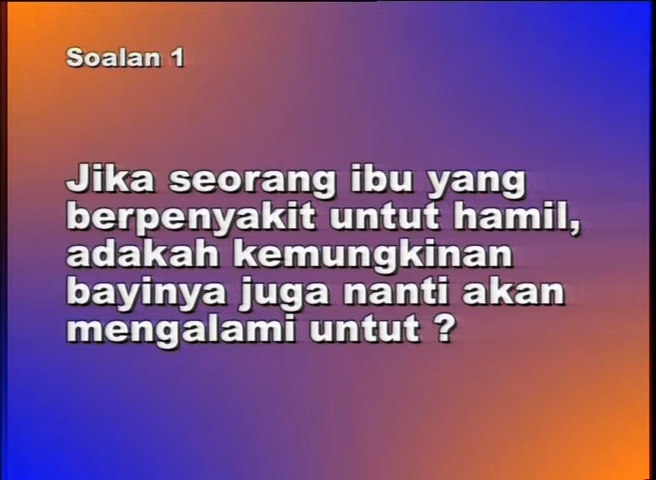 Soalan 1
Jika seorang ibu yang
berpenyakit untut hamil,
adakah kemungkinan
bayinya juga nanti akan
mengalami untut ?